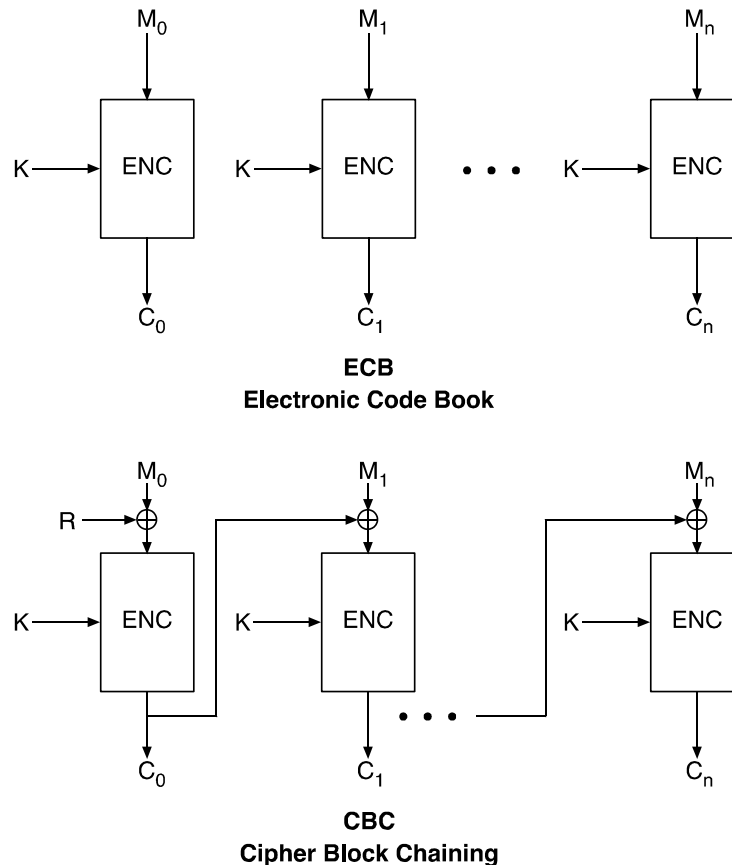 M₀ M₁ Mₙ
K ENC K ENC K ENC
C₀ C₁ Cₙ
ECB
Electronic Code Book
M₀ M₁ Mₙ
R
K ENC K ENC K ENC
C₀ C₁ Cₙ
CBC
Cipher Block Chaining